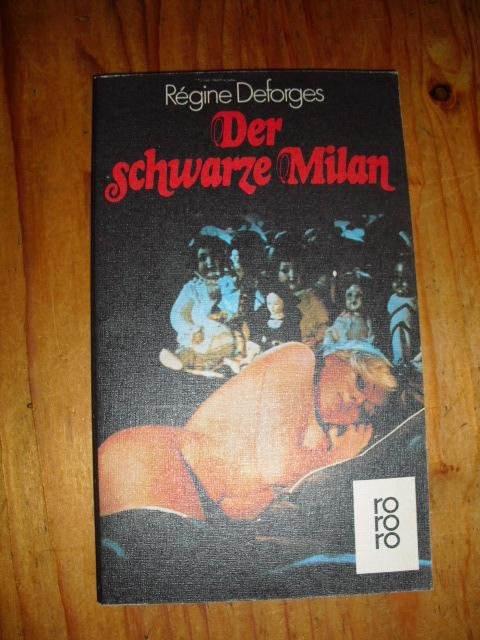 Régine Deforges
Der
schwarze Milan
ro
ro
ro